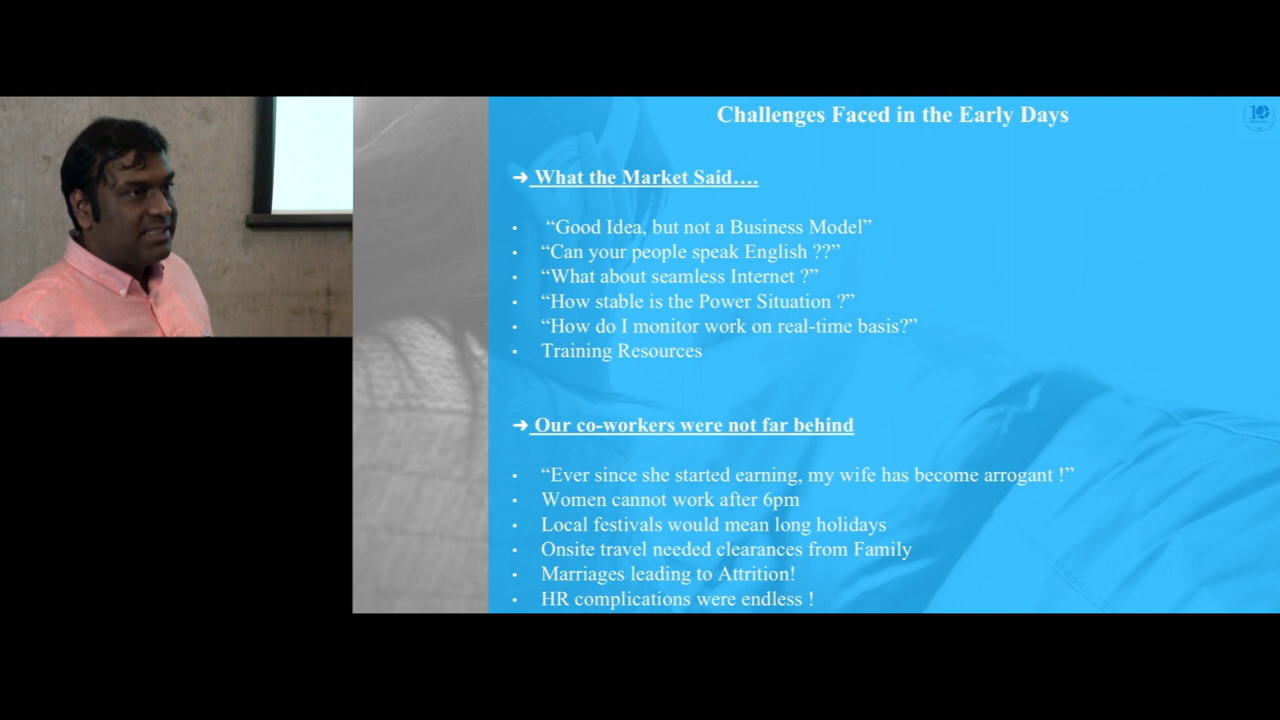 Challenges Faced in the Early Days
➜ What the Market Said….
• “Good Idea, but not a Business Model”
• “Can your people speak English ??”
• “What about seamless Internet ?”
• “How stable is the Power Situation ?”
• “How do I monitor work on real-time basis?”
• Training Resources
➜ Our co-workers were not far behind
• “Ever since she started earning, my wife has become arrogant !”
• Women cannot work after 6pm
• Local festivals would mean long holidays
• Onsite travel needed clearances from Family
• Marriages leading to Attrition!
• HR complications were endless !
10